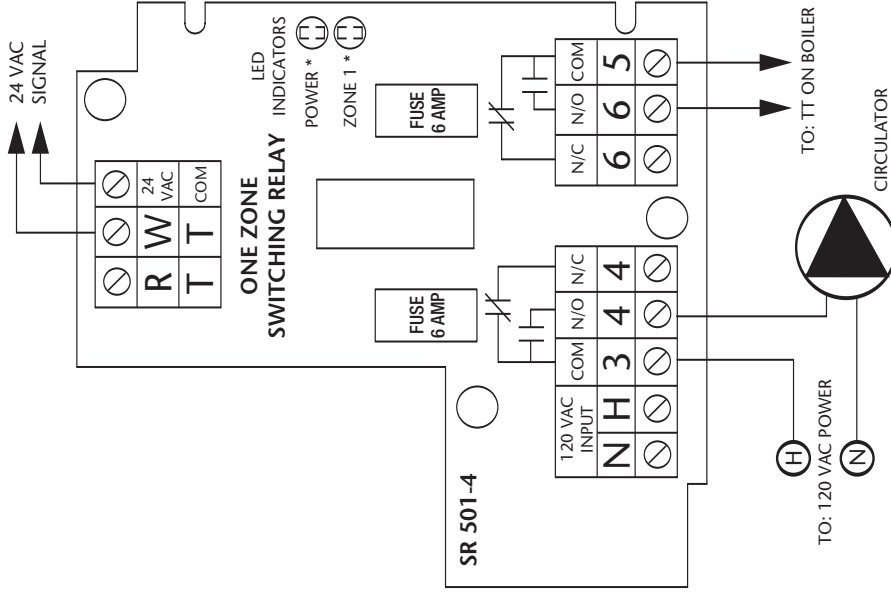 24 VAC
SIGNAL
R
W
24
VAC
T
T
COM
ONE ZONE
SWITCHING RELAY
LED
INDICATORS
POWER *
ZONE 1 *
FUSE
6 AMP
FUSE
6 AMP
120 VAC
INPUT
COM
N/O
N/C
N
H
3
4
4
N/C
N/O
COM
6
6
5
SR 501-4
H
TO: 120 VAC POWER
N
CIRCULATOR
TO: TT ON BOILER